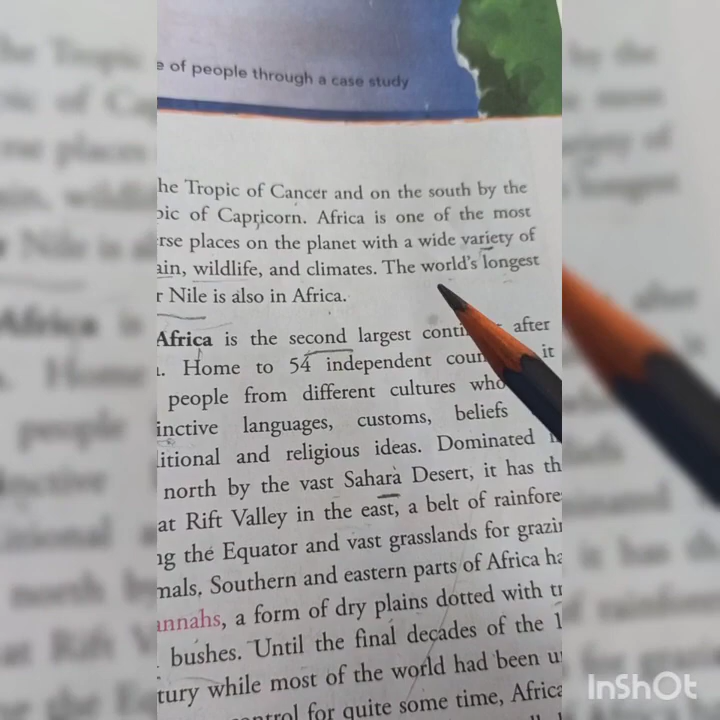 of people through a case study
he Tropic of Cancer and on the south by the
of Capricorn. Africa is one of the most
rse places on the planet with a wide variety of
ain, wildlife, and climates. The world's longest
r Nile is also in Africa.
Africa is the second largest conti after
. Home to 54 independent coun it
people from different cultures who
inctive languages, customs, beliefs
litional and religious ideas. Dominated
north by the vast Sahara Desert, it has th
at Rift Valley in the east, a belt of rainfore
ng the Equator and vast grasslands for grazi
mals. Southern and eastern parts of Africa ha
annahs, a form of dry plains dotted with tr
bushes. Until the final decades of the 1
tury while most of the world had been u
ntrol for quite some time, Africa
InShOt